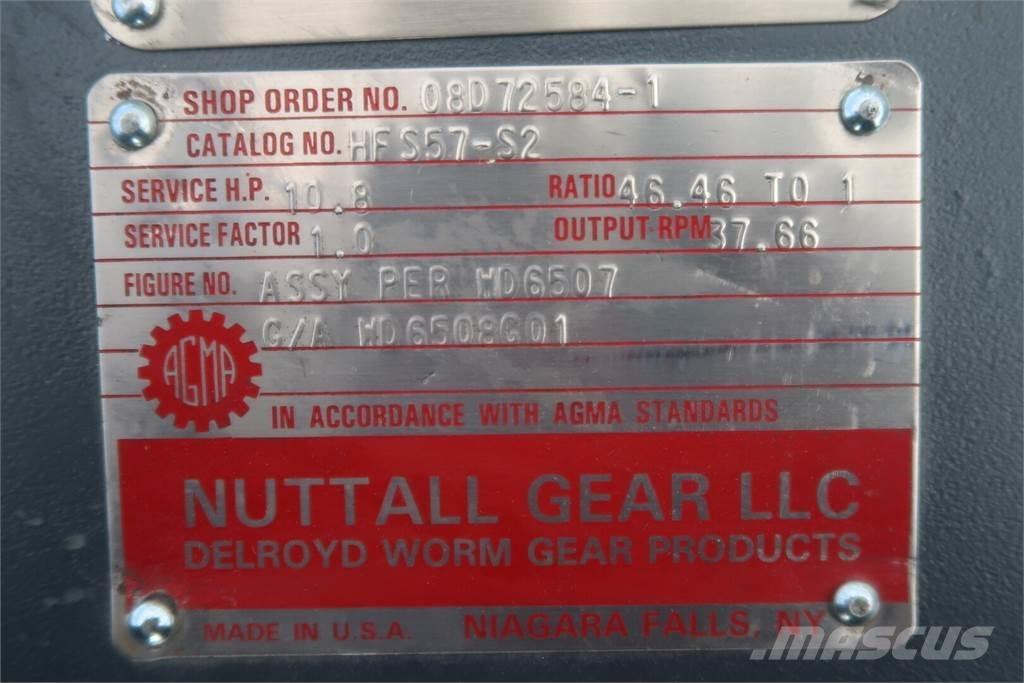 SHOP ORDER NO. 08D72584-1
CATALOG NO. HFS57-S2
SERVICE H.P. 10.8 RATIO 46.46 TO 1
SERVICE FACTOR 1.0 OUTPUT RPM 37.66
FIGURE NO. ASSY PER WD6507
G/A WD6508G01
AGMA
IN ACCORDANCE WITH AGMA STANDARDS
NUTTALL GEAR LLC
DELROYD WORM GEAR PRODUCTS
MADE IN U.S.A. NIAGARA FALLS, NY
MASCUS